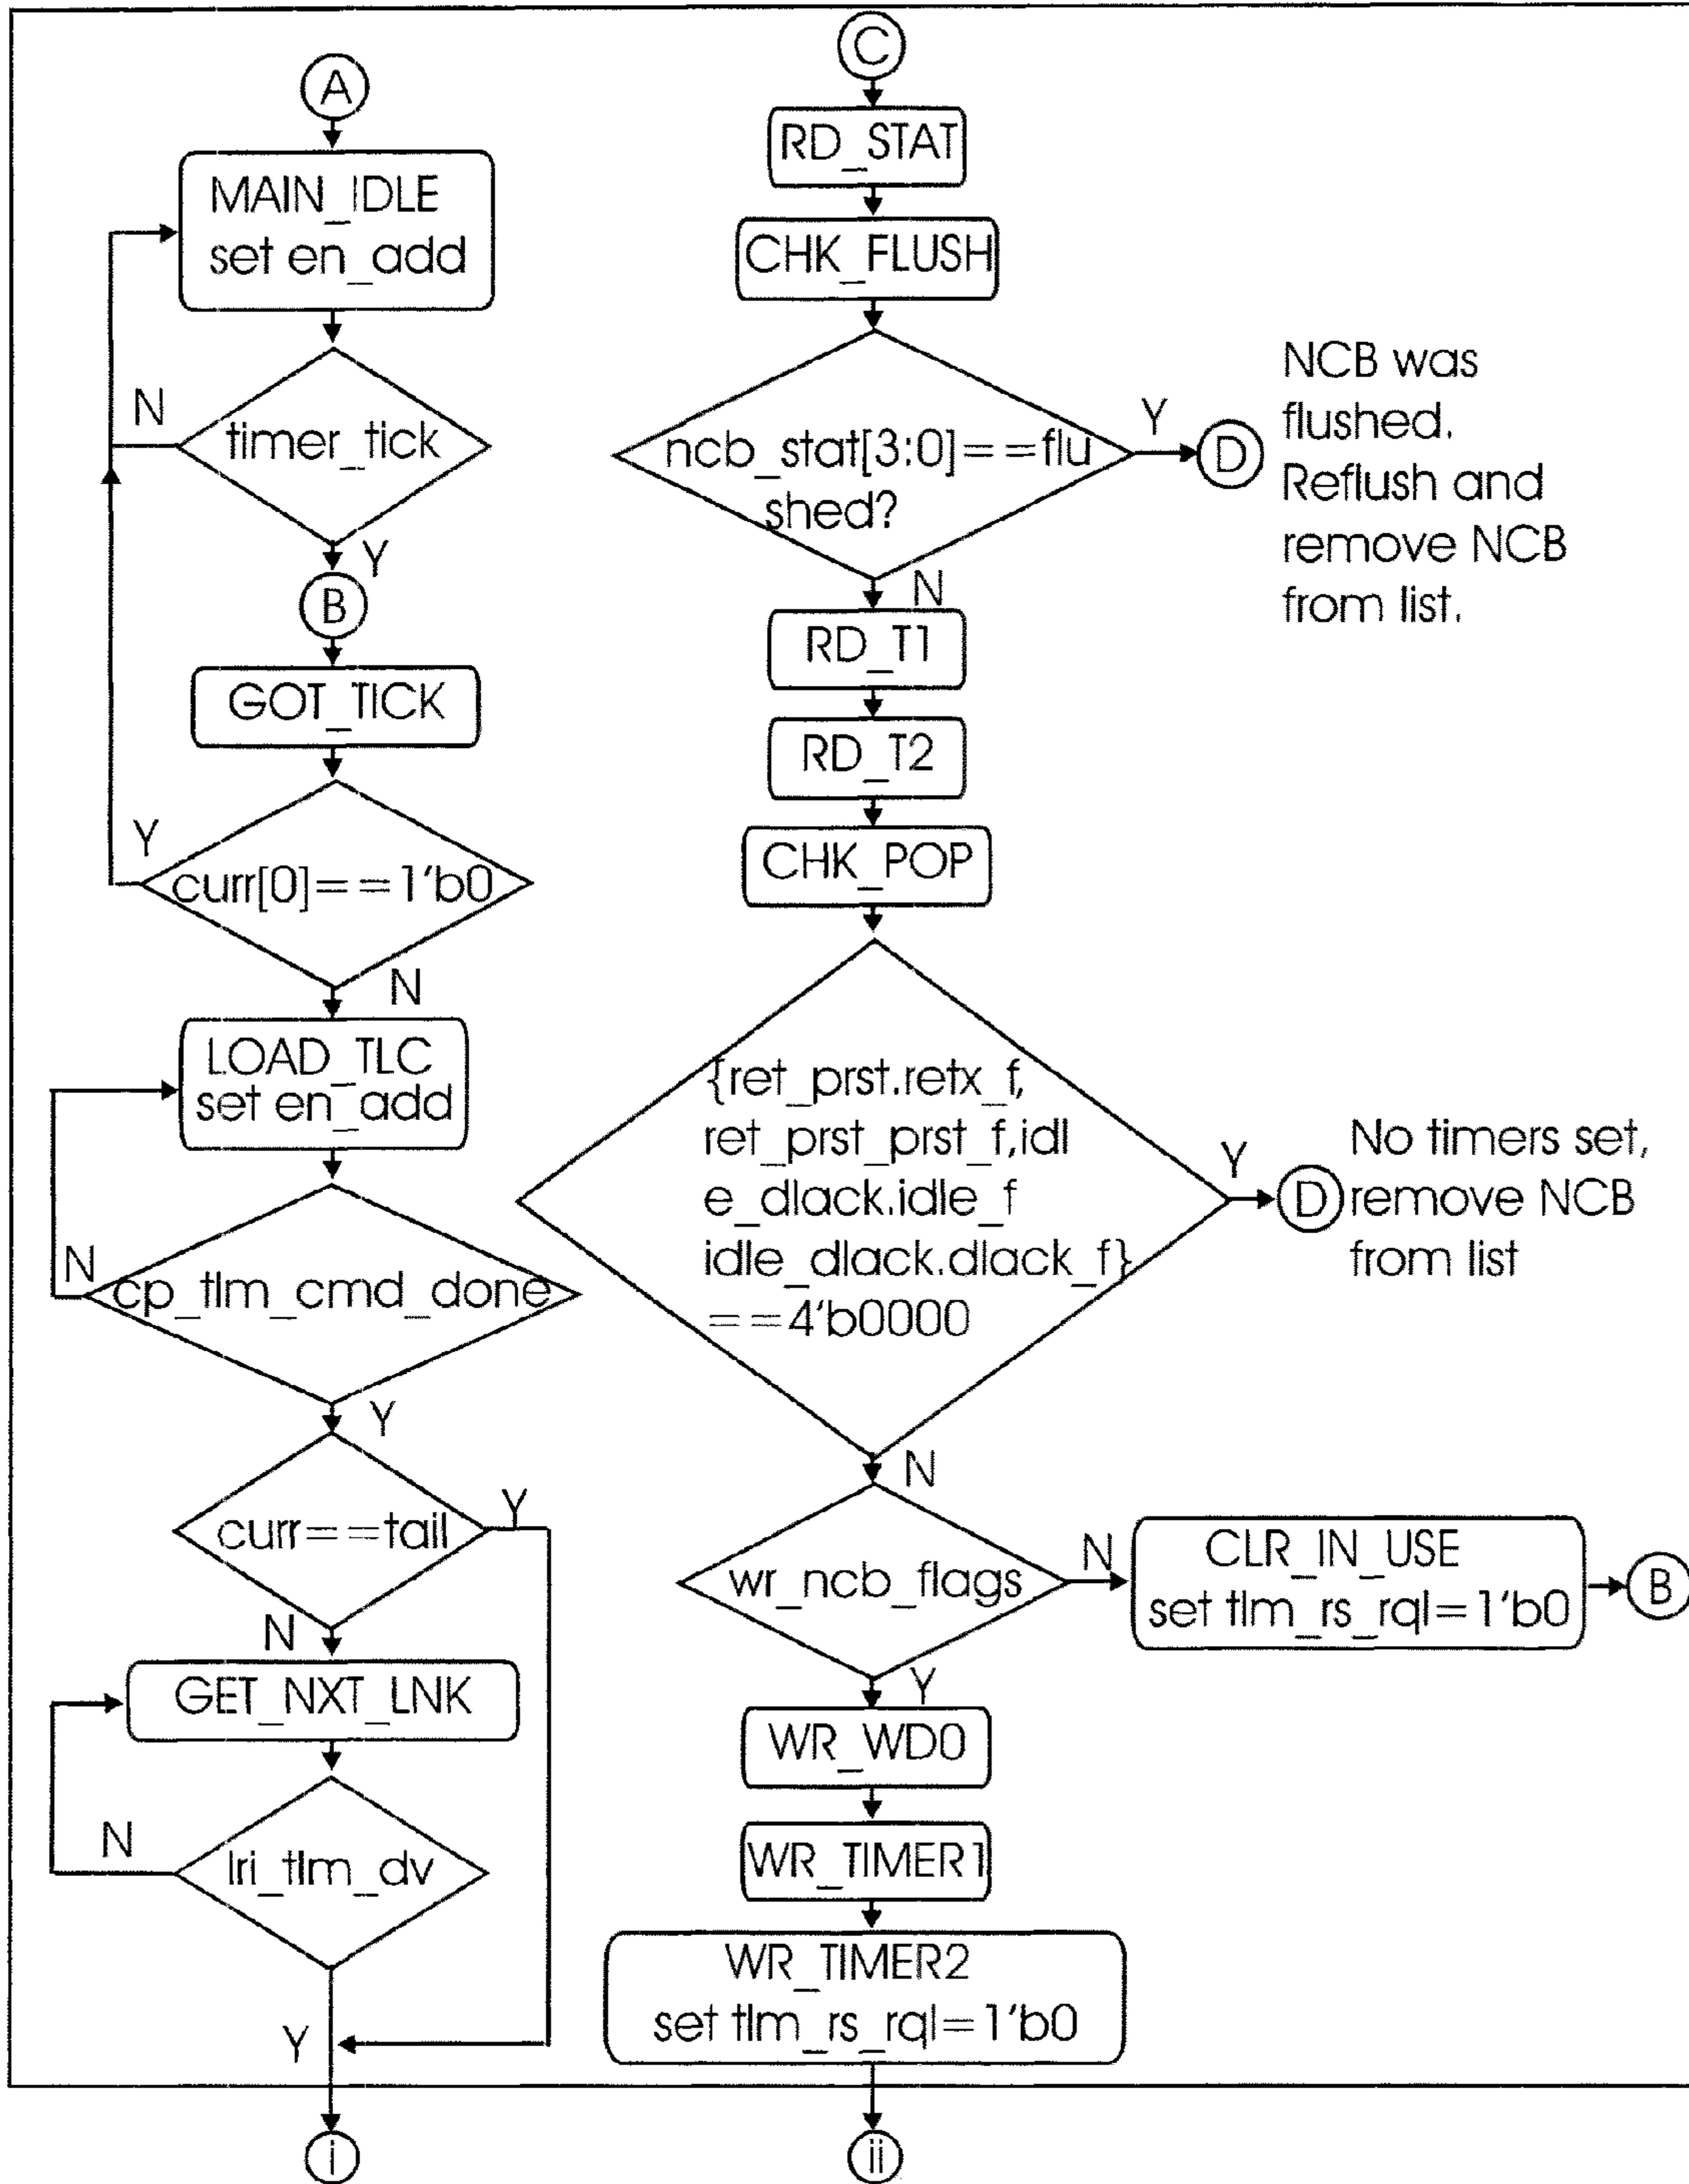 A
MAIN_IDLE
set en_add
N
timer_tick
Y
B
GOT_TICK
Y
curr[0]==1'b0
N
LOAD_TLC
set en_add
N
cp_tlm_cmd_done
Y
curr==tail
Y
N
GET_NXT_LNK
N
lri_tlm_dv
Y
i
C
RD_STAT
CHK_FLUSH
ncb_stat[3:0]==flu
shed?
Y
D
NCB was
flushed.
Reflush and
remove NCB
from list.
N
RD_T1
RD_T2
CHK_POP
{ret_prst.retx_f,
ret_prst_prst_f,idl
e_dlack.idle_f
idle_dlack.dlack_f}
==4'b0000
Y
D
No timers set,
remove NCB
from list
N
wr_ncb_flags
N
CLR_IN_USE
set tlm_rs_rql=1'b0
B
Y
WR_WD0
WR_TIMER1
WR_TIMER2
set tlm_rs_rql=1'b0
ii